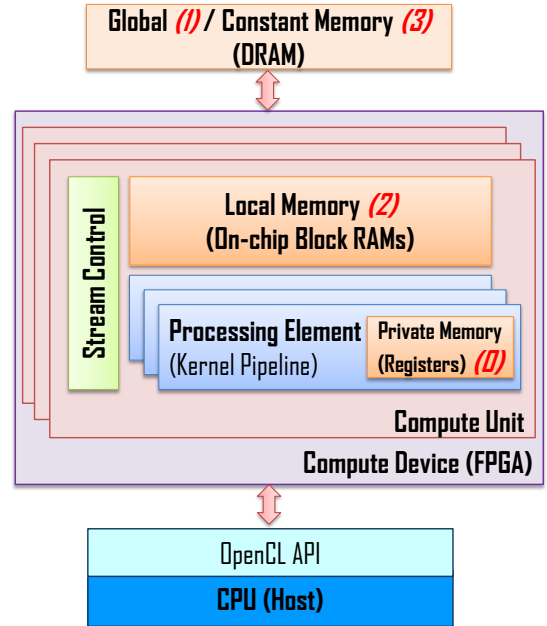 Global (1) / Constant Memory (3)
(DRAM)
Stream Control
Local Memory (2)
(On-chip Block RAMs)
Processing Element
(Kernel Pipeline)
Private Memory
(Registers) (0)
Compute Unit
Compute Device (FPGA)
OpenCL API
CPU (Host)